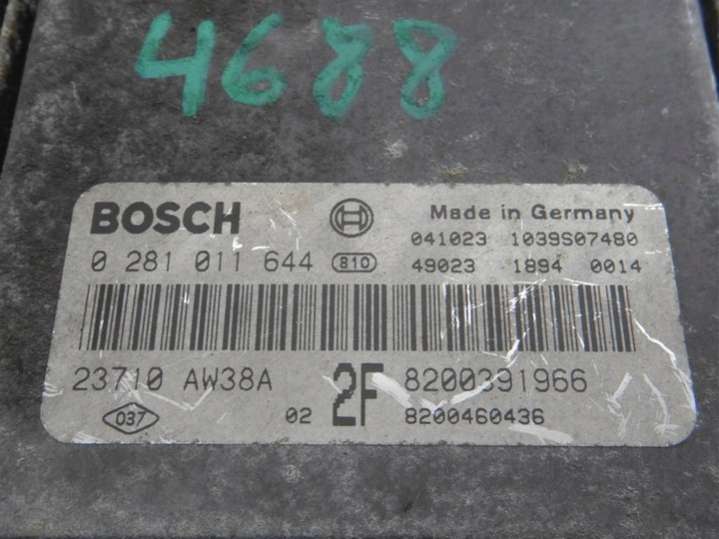 4688
BOSCH Made in Germany
041023 1039S07480
0 281 011 644 810 49023 1894 0014
23710 AW38A 2F 8200391966
037 02 8200460436